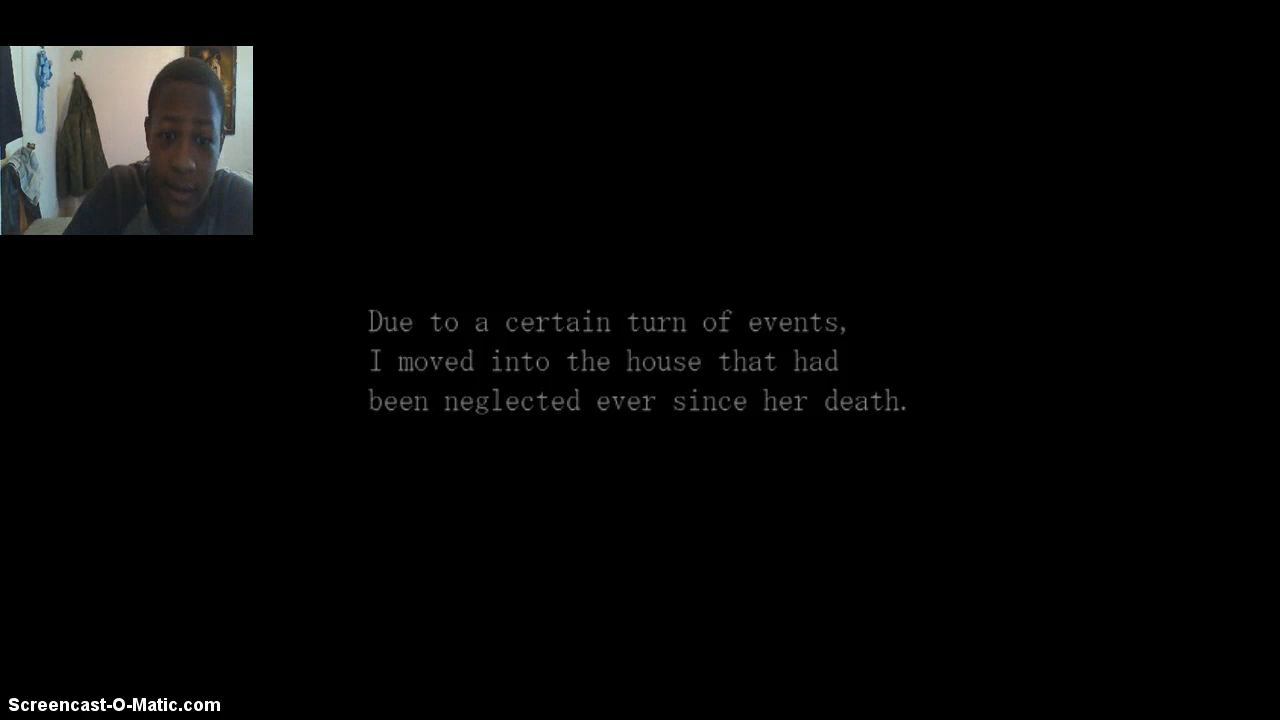 Due to a certain turn of events,
I moved into the house that had
been neglected ever since her death.
Screencast-O-Matic.com